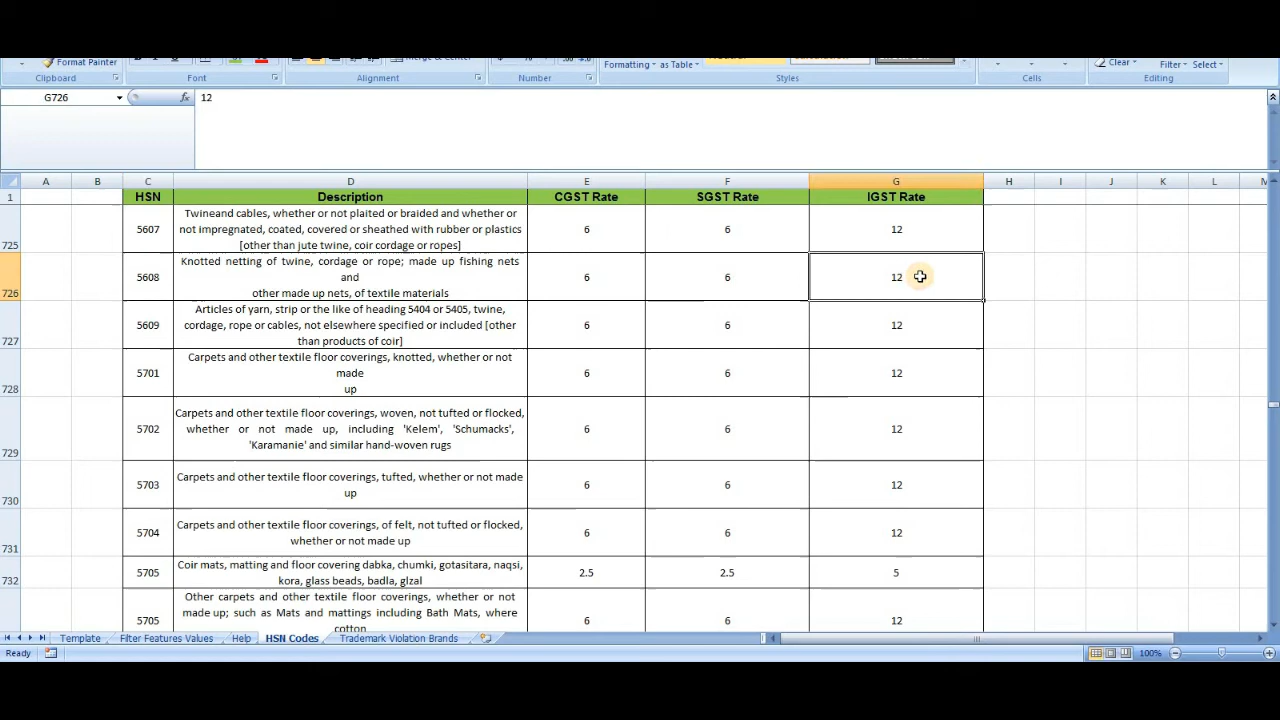 Format Painter
Merge & Center
Formatting as Table
Clear
Filter Select
Clipboard
Font
Alignment
Number
Styles
Cells
Editing
G726
fx
12
A B C D E F G H I J K L M
1 HSN Description CGST Rate SGST Rate IGST Rate
Twineand cables, whether or not plaited or braided and whether or
725 5607 not impregnated, coated, covered or sheathed with rubber or plastics 6 6 12
[other than jute twine, coir cordage or ropes]
Knotted netting of twine, cordage or rope; made up fishing nets
726 5608 and 6 6 12
other made up nets, of textile materials
Articles of yarn, strip or the like of heading 5404 or 5405, twine,
727 5609 cordage, rope or cables, not elsewhere specified or included [other 6 6 12
than products of coir]
Carpets and other textile floor coverings, knotted, whether or not
728 5701 made 6 6 12
up
Carpets and other textile floor coverings, woven, not tufted or flocked,
729 5702 whether or not made up, including 'Kelem', 'Schumacks', 6 6 12
'Karamanie' and similar hand-woven rugs
Carpets and other textile floor coverings, tufted, whether or not made
730 5703 up 6 6 12
Carpets and other textile floor coverings, of felt, not tufted or flocked,
731 5704 whether or not made up 6 6 12
Coir mats, matting and floor covering dabka, chumki, gotasitara, naqsi,
732 5705 kora, glass beads, badla, glzal 2.5 2.5 5
Other carpets and other textile floor coverings, whether or not
made up; such as Mats and mattings including Bath Mats, where
5705 cotton 6 6 12
Template Filter Features Values Help HSN Codes Trademark Violation Brands
Ready 100%